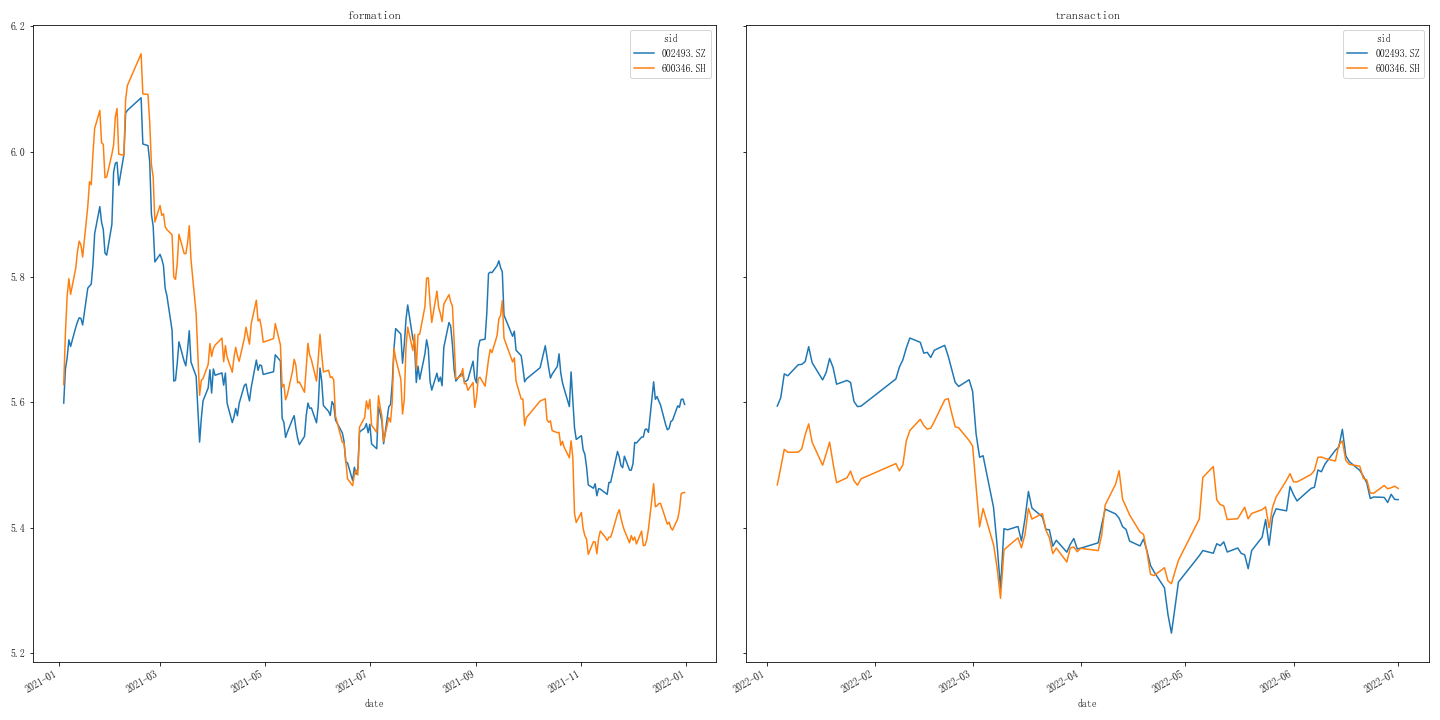 formation
sid
002493.SZ
600346.SH
6.2
6.0
5.8
5.6
5.4
5.2
2021-01
2021-03
2021-05
2021-07
2021-09
2021-11
2022-01
date
transaction
sid
002493.SZ
600346.SH
2022-01
2022-02
2022-03
2022-04
2022-05
2022-06
2022-07
date